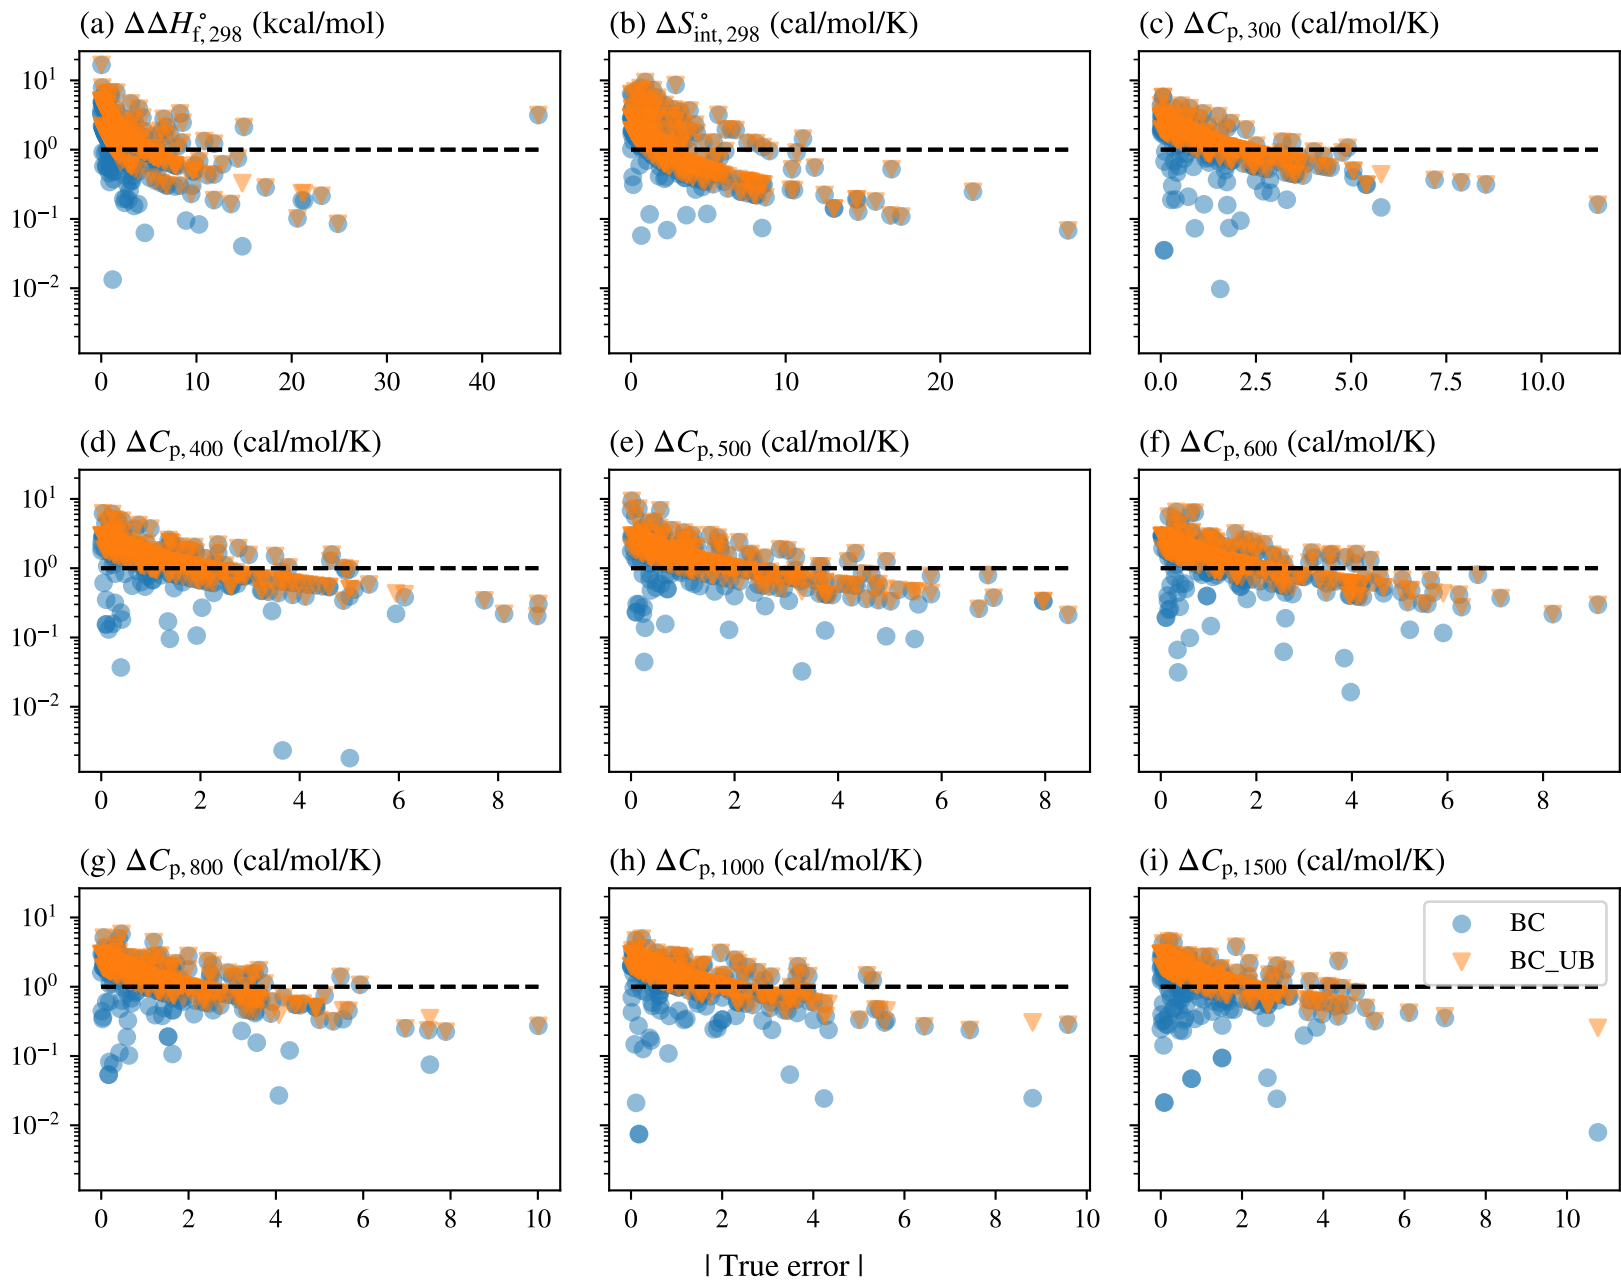 (a) ΔΔH°f, 298 (kcal/mol)
(b) ΔS°int, 298 (cal/mol/K)
(c) ΔCp, 300 (cal/mol/K)
10¹
10⁰
10⁻¹
10⁻²
0 10 20 30 40
0 10 20
0.0 2.5 5.0 7.5 10.0
(d) ΔCp, 400 (cal/mol/K)
(e) ΔCp, 500 (cal/mol/K)
(f) ΔCp, 600 (cal/mol/K)
10¹
10⁰
10⁻¹
10⁻²
0 2 4 6 8
0 2 4 6 8
0 2 4 6 8
(g) ΔCp, 800 (cal/mol/K)
(h) ΔCp, 1000 (cal/mol/K)
(i) ΔCp, 1500 (cal/mol/K)
10¹
10⁰
10⁻¹
10⁻²
BC
BC_UB
0 2 4 6 8 10
0 2 4 6 8 10
0 2 4 6 8 10
| True error |